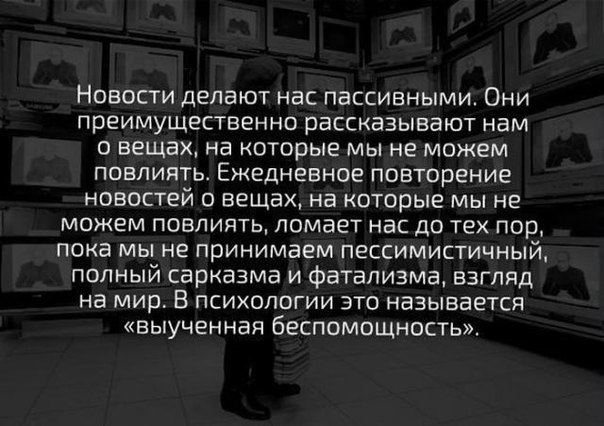 Новости делают нас пассивными. Они
преимущественно рассказывают нам
о вещах, на которые мы не можем
повлиять. Ежедневное повторение
новостей о вещах, на которые мы не
можем повлиять, ломает нас до тех пор,
пока мы не принимаем пессимистичный,
полный сарказма и фатализма, взгляд
на мир. В психологии это называется
«выученная беспомощность».